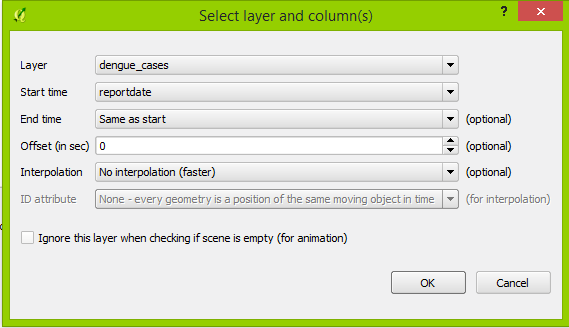 Select layer and column(s)
? ×
Layer dengue_cases
Start time reportdate
End time Same as start (optional)
Offset (in sec) 0 (optional)
Interpolation No interpolation (faster) (optional)
ID attribute None - every geometry is a position of the same moving object in time (for interpolation)
Ignore this layer when checking if scene is empty (for animation)
OK Cancel